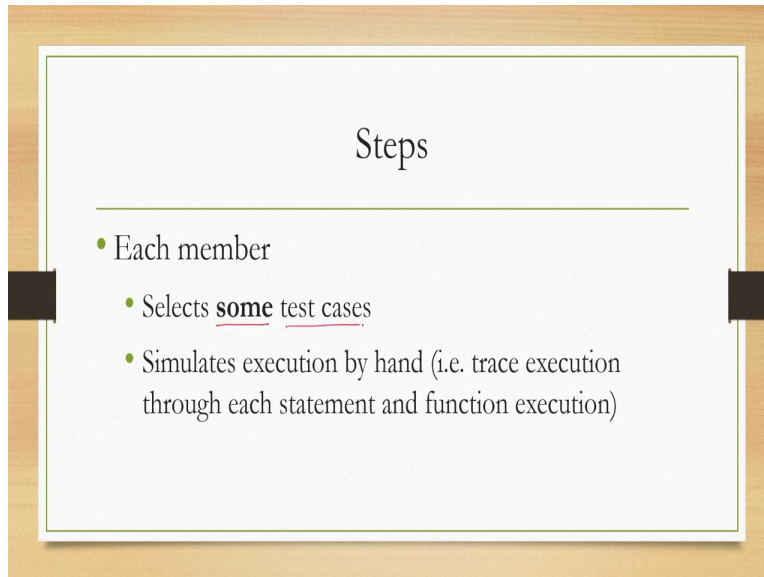 Steps
• Each member
• Selects some test cases
• Simulates execution by hand (i.e. trace execution
through each statement and function execution)